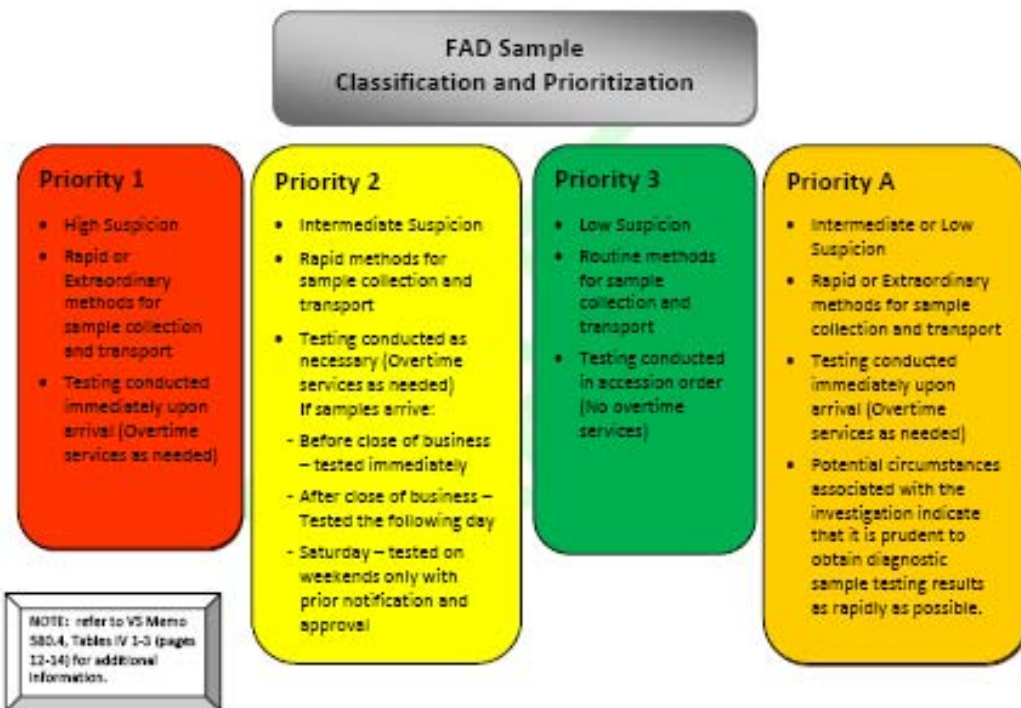 FAD Sample
Classification and Prioritization
Priority 1
• High Suspicion
• Rapid or
Extraordinary
methods for
sample collection
and transport
• Testing conducted
immediately upon
arrival (Overtime
services as needed)
Priority 2
• Intermediate Suspicion
• Rapid methods for
sample collection and
transport
• Testing conducted as
necessary (Overtime
services as needed)
If samples arrive:
- Before close of business
– tested immediately
- After close of business –
Tested the following day
- Saturday – tested on
weekends only with
prior notification and
approval
Priority 3
• Low Suspicion
• Routine methods
for sample
collection and
transport
• Testing conducted
in accession order
(No overtime
services)
Priority A
• Intermediate or Low
Suspicion
• Rapid or Extraordinary
methods for sample
collection and transport
• Testing conducted
immediately upon
arrival (Overtime
services as needed)
• Potential circumstances
associated with the
investigation indicate
that it is prudent to
obtain diagnostic
sample testing results
as rapidly as possible.
NOTE: refer to VS Memo
580.4, Tables IV 1-3 (pages
12-14) for additional
information.